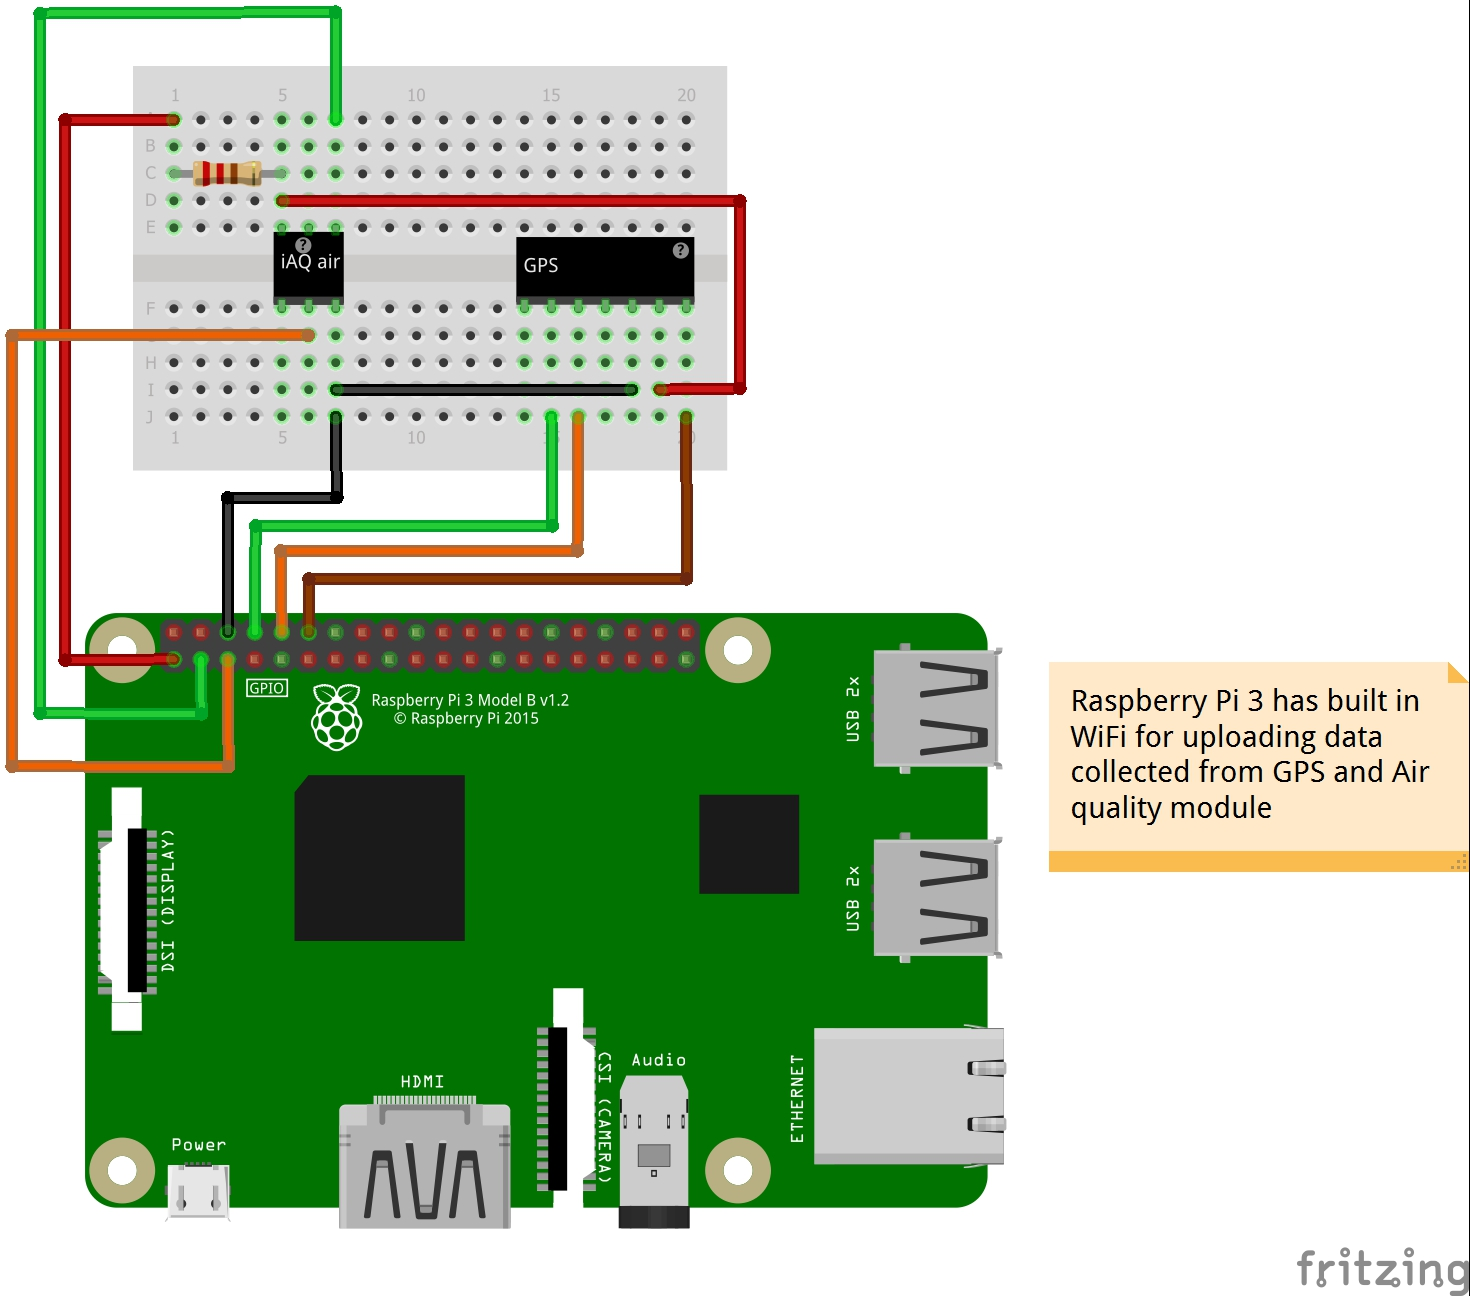 1 5 10 15 20
B
C
D
E
? iAQ air
GPS ?
F
H
I
J
1 5 10
GPIO
Raspberry Pi 3 Model B v1.2
© Raspberry Pi 2015
USB 2x
Raspberry Pi 3 has built in
WiFi for uploading data
collected from GPS and Air
quality module
DSI (DISPLAY)
USB 2x
HDMI
CSI (CAMERA)
Audio
ETHERNET
Power
fritzing